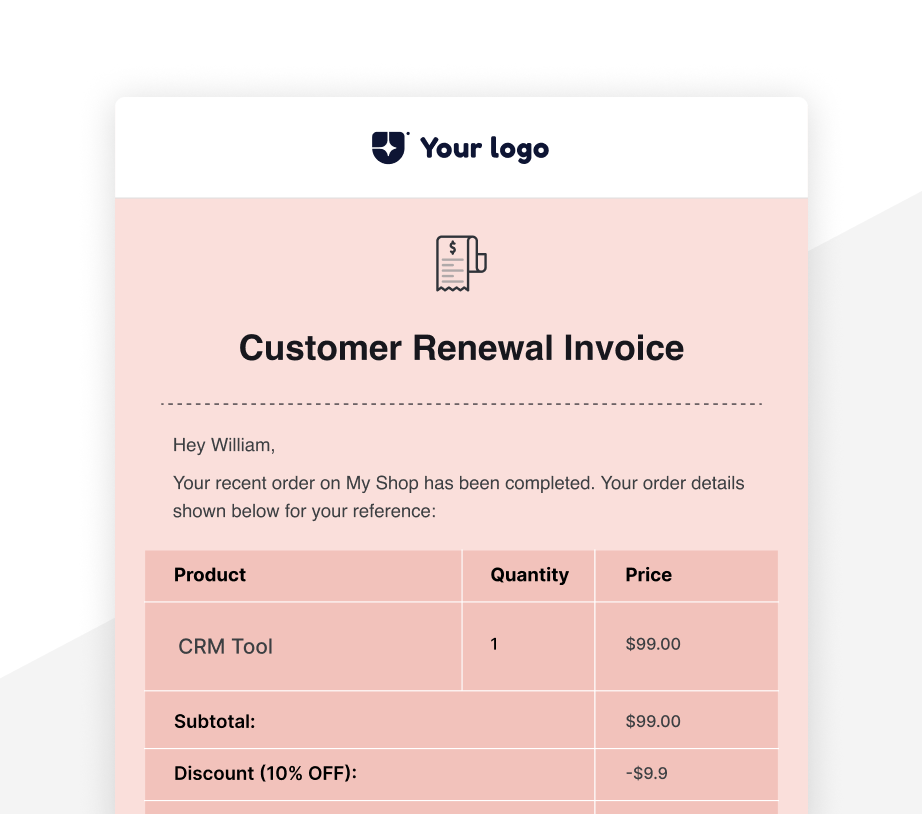 Your logo
$
Customer Renewal Invoice
Hey William,
Your recent order on My Shop has been completed. Your order details
shown below for your reference:
Product Quantity Price
CRM Tool 1 $99.00
Subtotal: $99.00
Discount (10% OFF): -$9.9